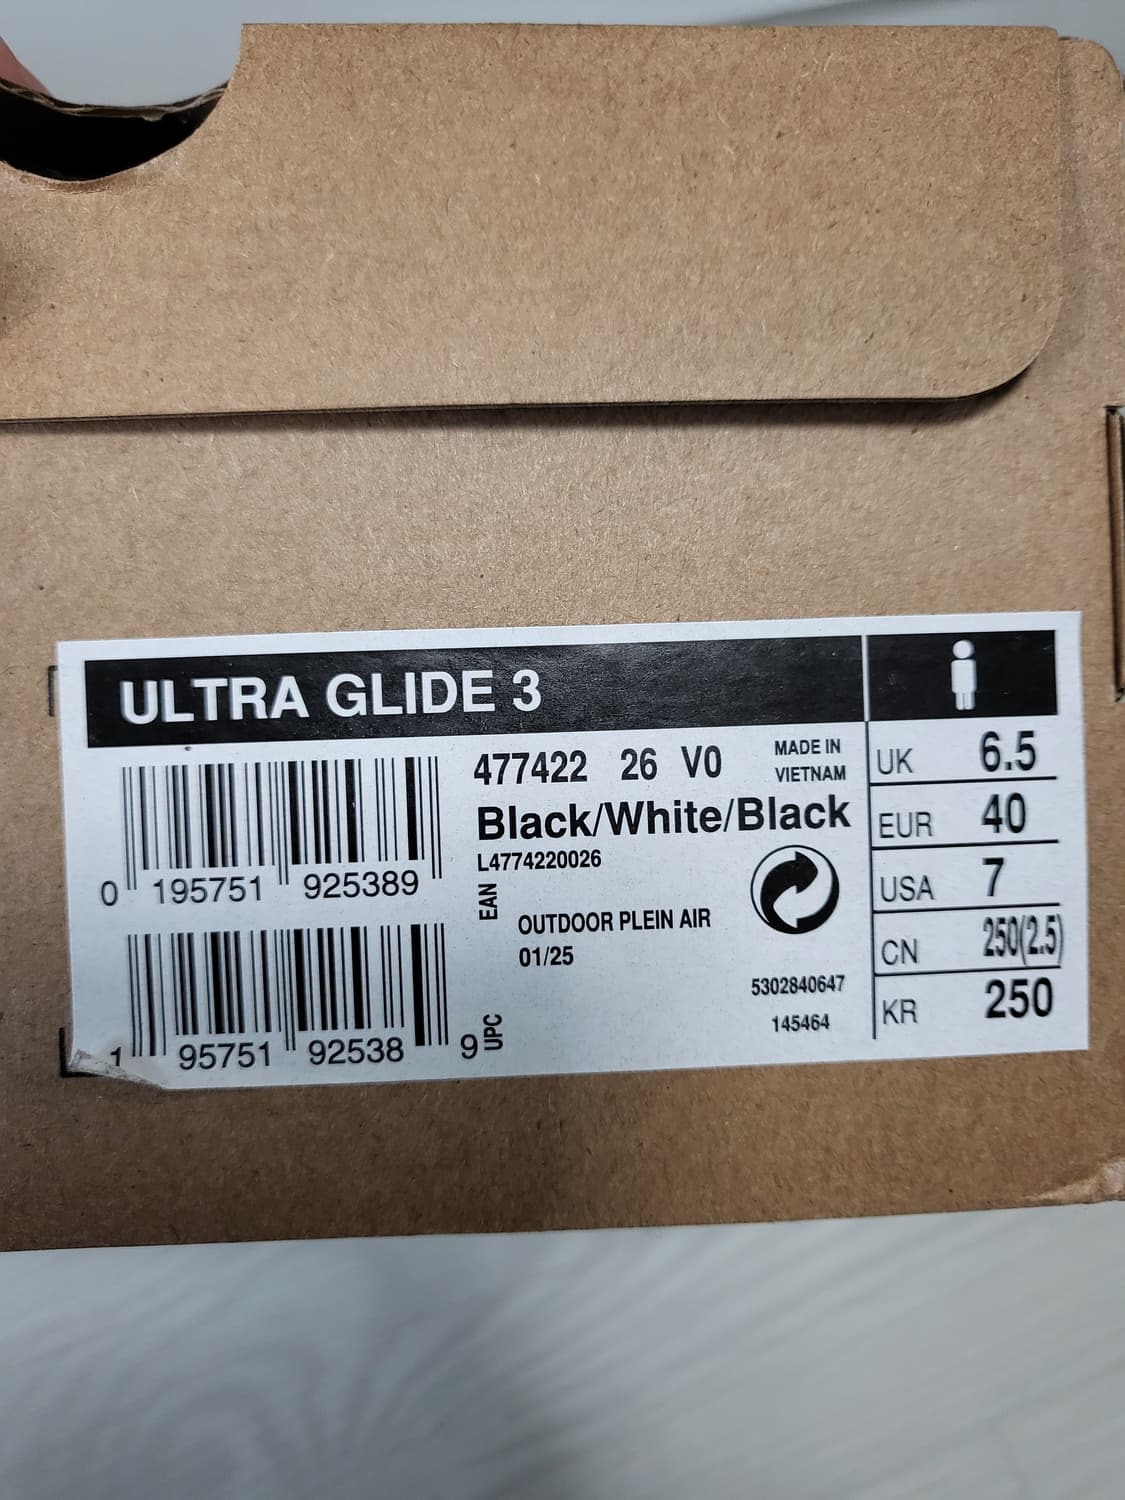 ULTRA GLIDE 3
477422 26 V0
MADE IN
VIETNAM
Black/White/Black
L4774220026
0 195751 925389
EAN
OUTDOOR PLEIN AIR
01/25
5302840647
145464
1 95751 92538 9
UPC
UK 6.5
EUR 40
USA 7
CN 250(2.5)
KR 250